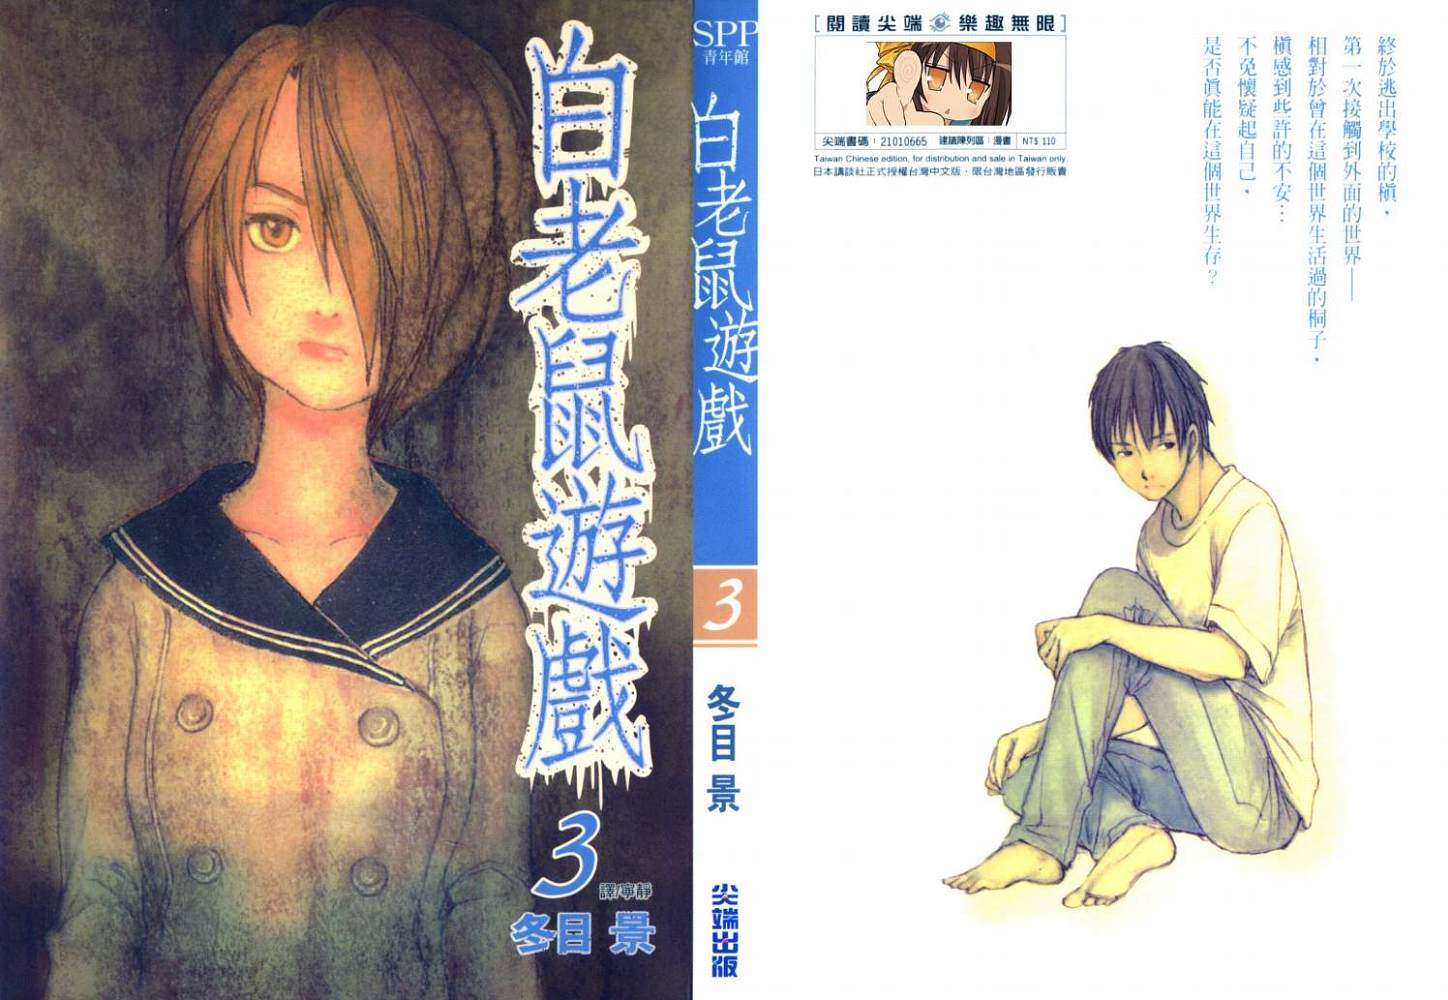 白老鼠遊戲
3
譯/寧靜
冬目 景
SPP
青年館
白老鼠遊戲
3
冬目 景
尖端出版
[ 閱讀尖端 樂趣無限 ]
尖端書碼：21010665 建議陳列區：漫畫 NT$ 110
Taiwan Chinese edition, for distribution and sale in Taiwan only.
日本講談社正式授權台灣中文版・限台灣地區發行販賣
終於逃出學校的槙，
第一次接觸到外面的世界——
相對於曾在這個世界生活過的桐子，
槙感到些許的不安…
不免懷疑起自己，
是否真能在這個世界生存？